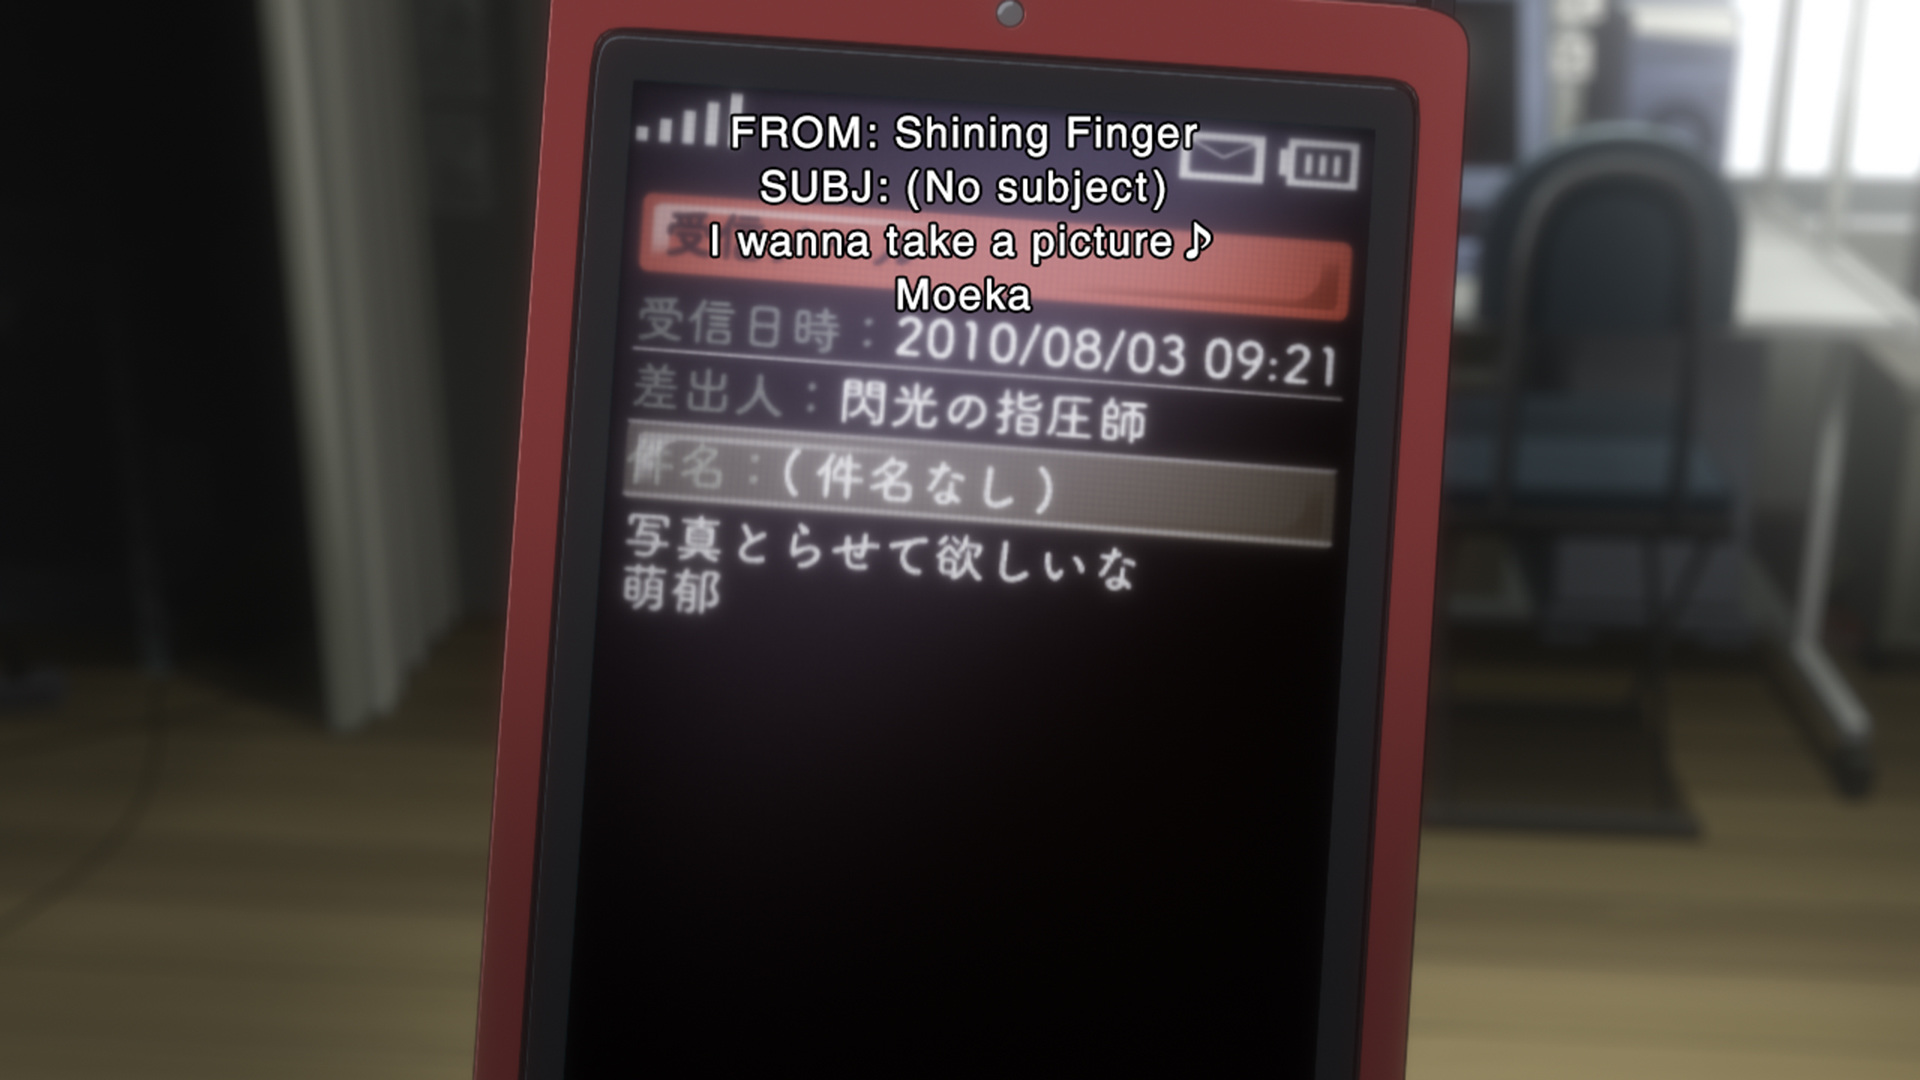 FROM: Shining Finger
SUBJ: (No subject)
I wanna take a picture♪
Moeka
受信
受信日時：2010/08/03 09:21
差出人：閃光の指圧師
件名：(件名なし)
写真とらせて欲しいな
萌郁